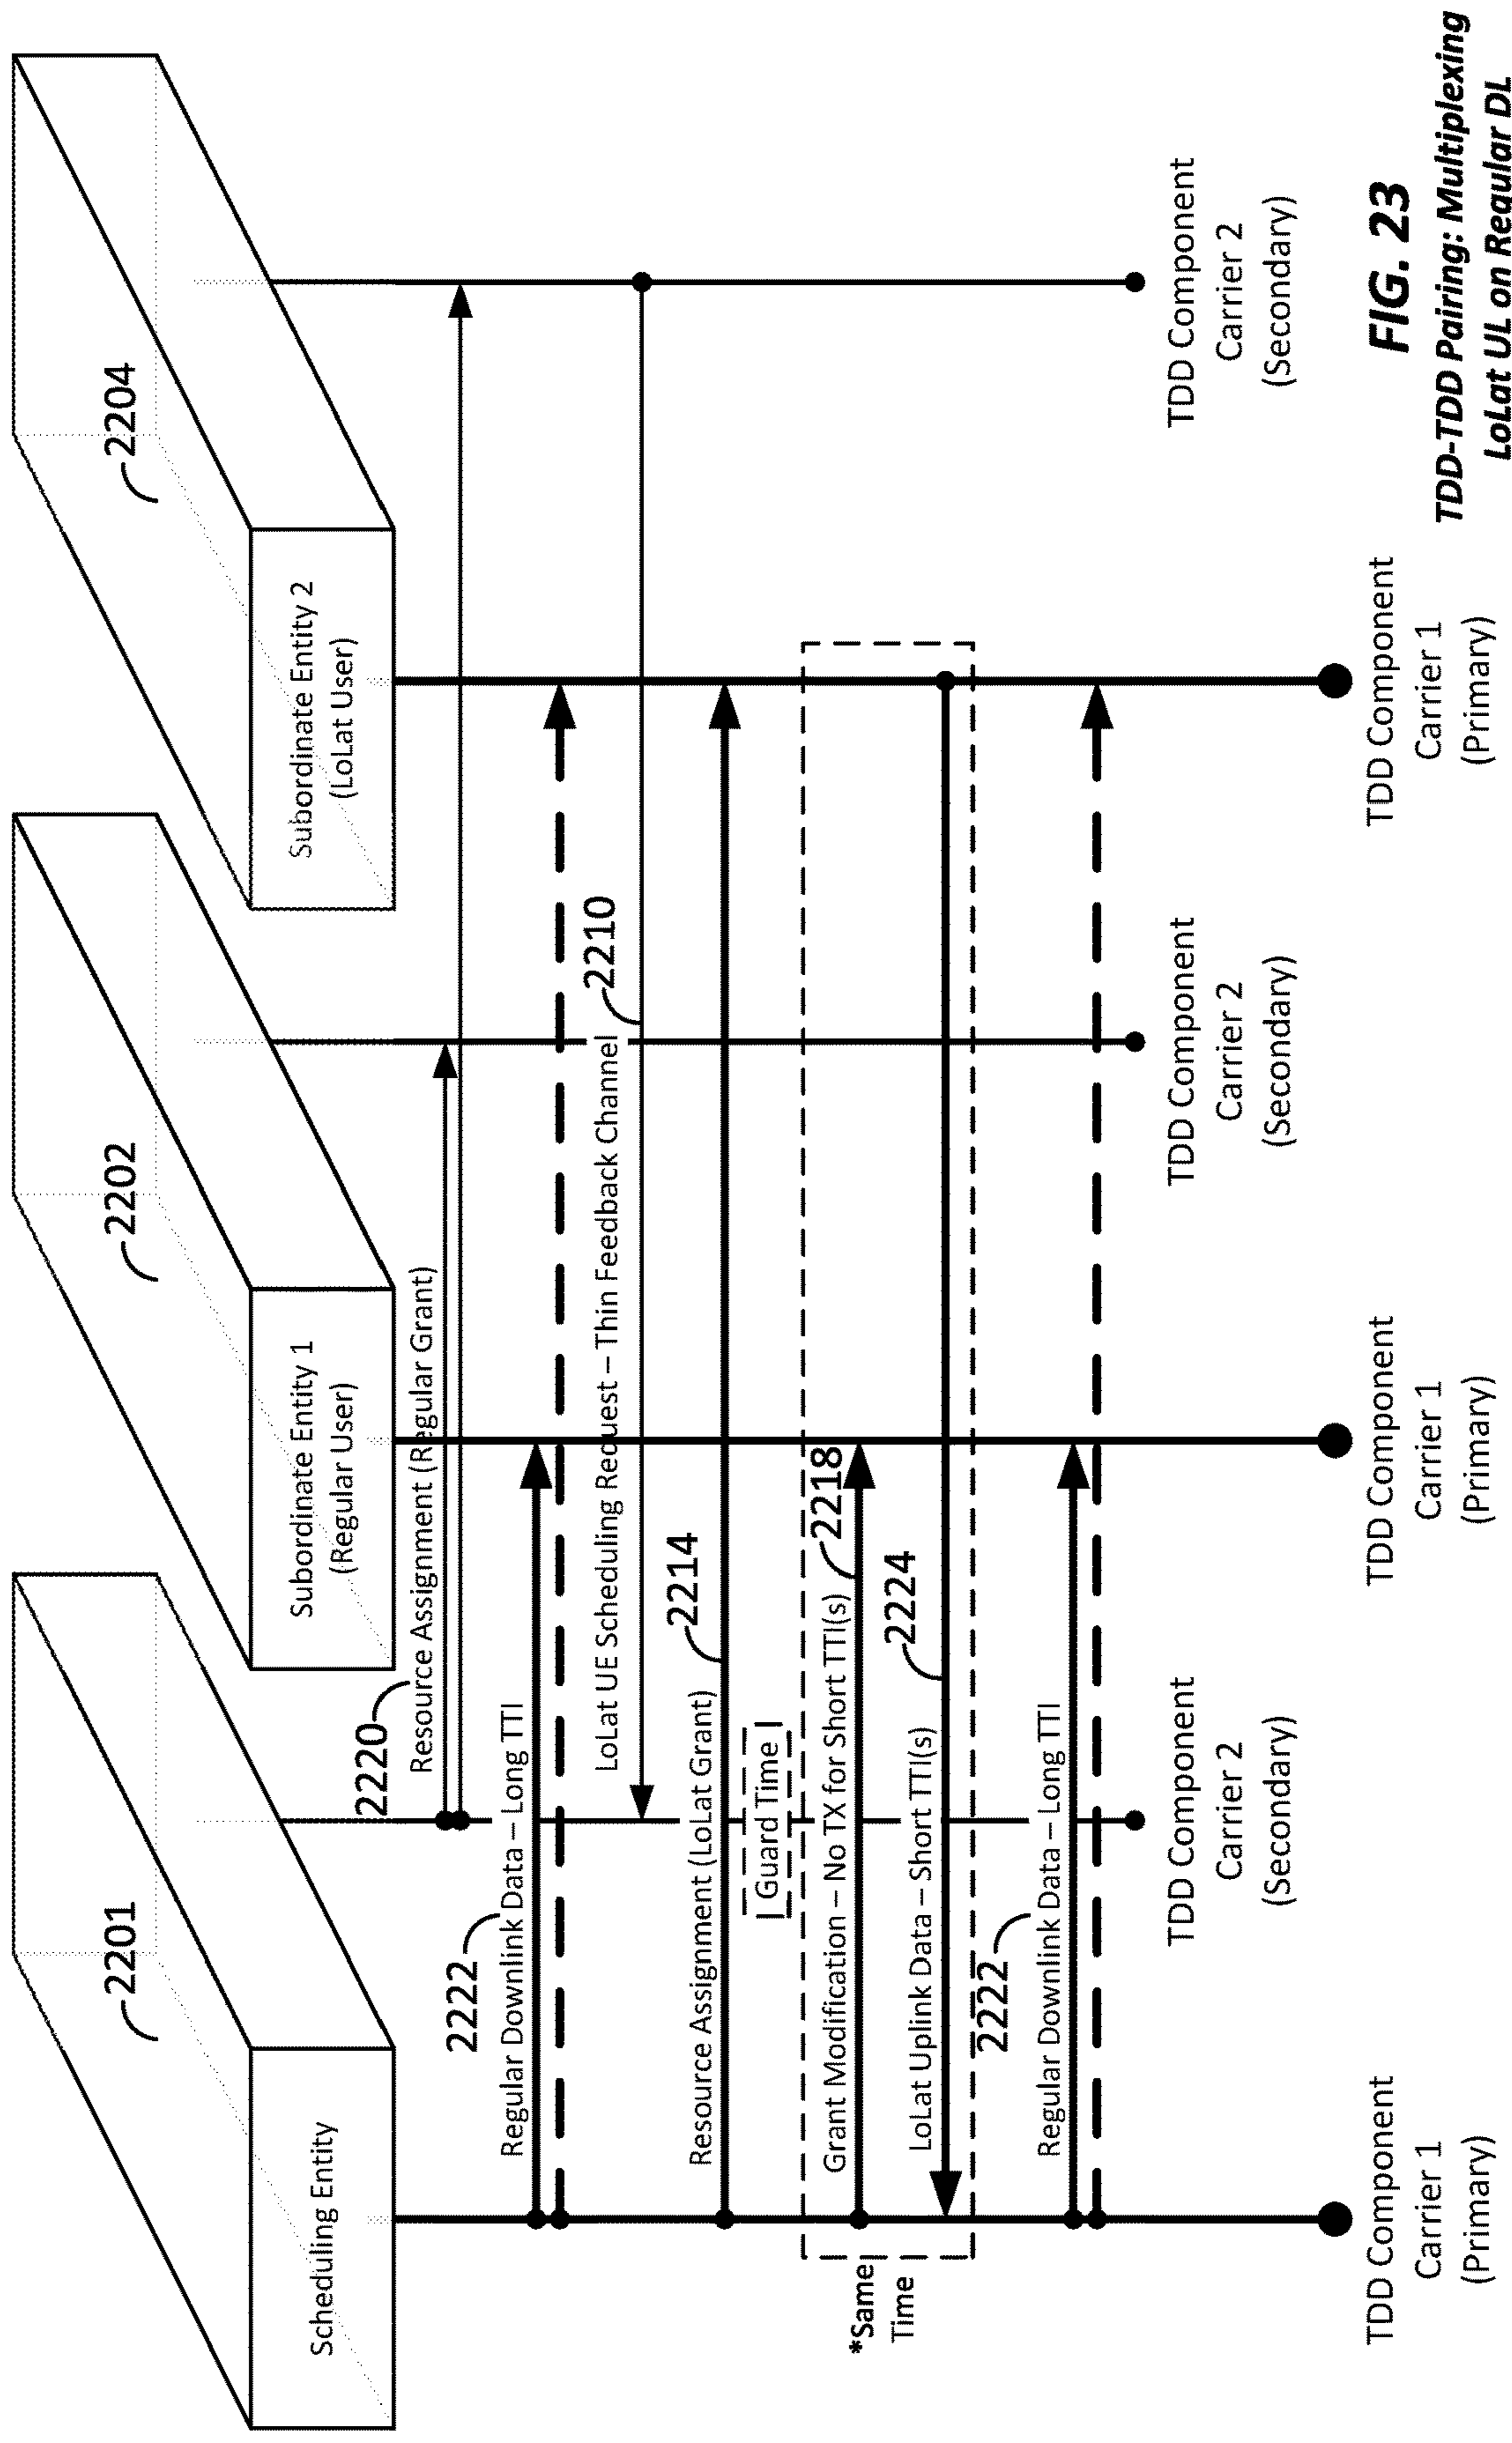 2201
2202
2204
Scheduling Entity
Subordinate Entity 1
(Regular User)
Subordinate Entity 2
(LoLat User)
2220
Resource Assignment (Regular Grant)
2222
Regular Downlink Data – Long TTI
2210
LoLat UE Scheduling Request – Thin Feedback Channel
2214
Resource Assignment (LoLat Grant)
| Guard Time |
2218
Grant Modification – No TX for Short TTI(s)
*Same
Time
2224
LoLat Uplink Data – Short TTI(s)
2222
Regular Downlink Data – Long TTI
TDD Component
Carrier 2
(Secondary)
TDD Component
Carrier 2
(Secondary)
TDD Component
Carrier 2
(Secondary)
TDD Component
Carrier 1
(Primary)
TDD Component
Carrier 1
(Primary)
TDD Component
Carrier 1
(Primary)
FIG. 23
TDD-TDD Pairing: Multiplexing
LoLat UL on Regular DL